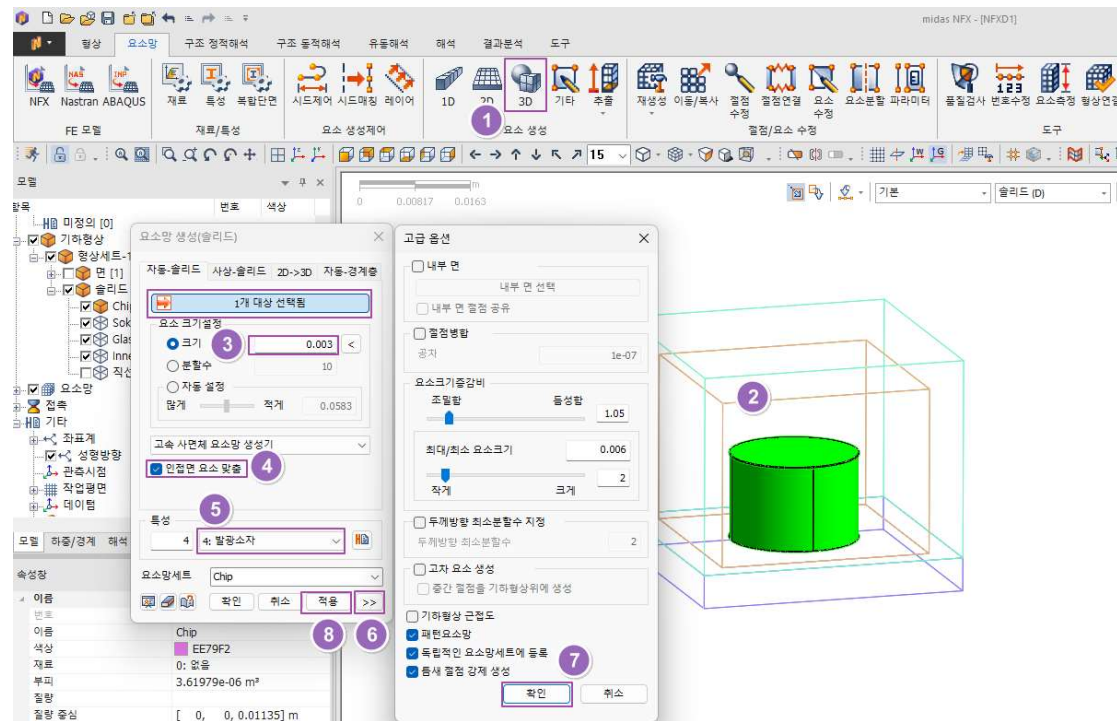 midas NFX - [NFXD1]
형상 요소망 구조 정적해석 구조 동적해석 유동해석 해석 결과분석 도구
NAS INP
NFX Nastran ABAQUS 재료 특성 복합단면 시드제어 시드매칭 레이어 1D 2D 3D 기타 추출 재생성 이동/복사 절점 수정 절점연결 요소 수정 요소분할 파라미터 품질검사 번호수정 요소측정 형상연결
1
FE 모델 재료/특성 요소 생성제어 요소 생성 절점/요소 수정 도구
15
모델
항목 번호 색상
미정의 [0]
기하형상
형상세트-1
면 [1]
솔리드
Chi
Sok
Glas
Inne
직선
요소망
접촉
기타
좌표계
성형방향
관측시점
작업평면
데이텀
모델 하중/경계 해석
속성창
이름
번호
이름 Chip
색상 EE79F2
재료 0: 없음
부피 3.61979e-06 m³
질량
질량 중심 [ 0, 0, 0.01135] m
요소망 생성(솔리드)
자동-솔리드 사상-솔리드 2D->3D 자동-경계층
1개 대상 선택됨
요소 크기설정
크기 3 0.003 <
분할수 10
자동 설정
많게 적게 0.0583
고속 사면체 요소망 생성기
인접면 요소 맞춤 4
5
특성
4 4: 발광소자
요소망세트 Chip
확인 취소 적용 >>
8 6
고급 옵션
내부 면
내부 면 선택
내부 면 절점 공유
절점병합
공차 1e-07
요소크기증감비
조밀함 듬성함
1.05
최대/최소 요소크기 0.006
2
작게 크게
두께방향 최소분할수 지정
두께방향 최소분할수 2
고차 요소 생성
중간 절점을 기하형상위에 생성
기하형상 근접도
패턴요소망
독립적인 요소망세트에 등록
틈새 절점 강제 생성
7
확인 취소
m
0 0.00817 0.0163
기본 솔리드 (D)
2